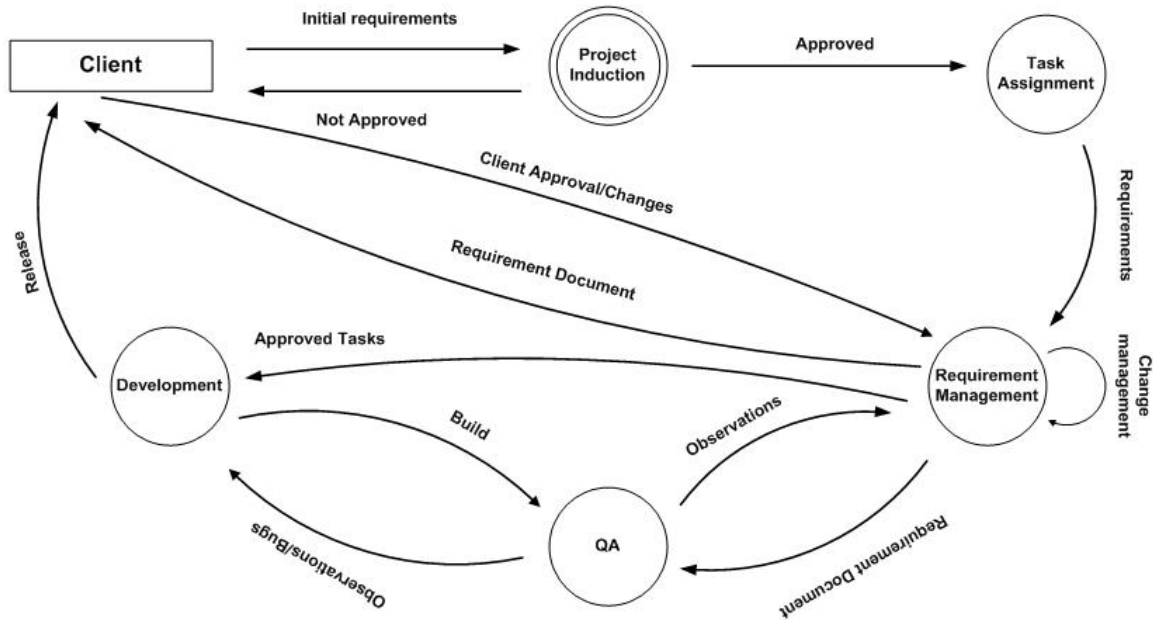 Initial requirements
Client
Project
Induction
Approved
Task
Assignment
Not Approved
Client Approval/Changes
Requirements
Requirement Document
Release
Approved Tasks
Development
Requirement
Management
Change
management
Build
Observations
QA
Observations/Bugs
Requirement Document